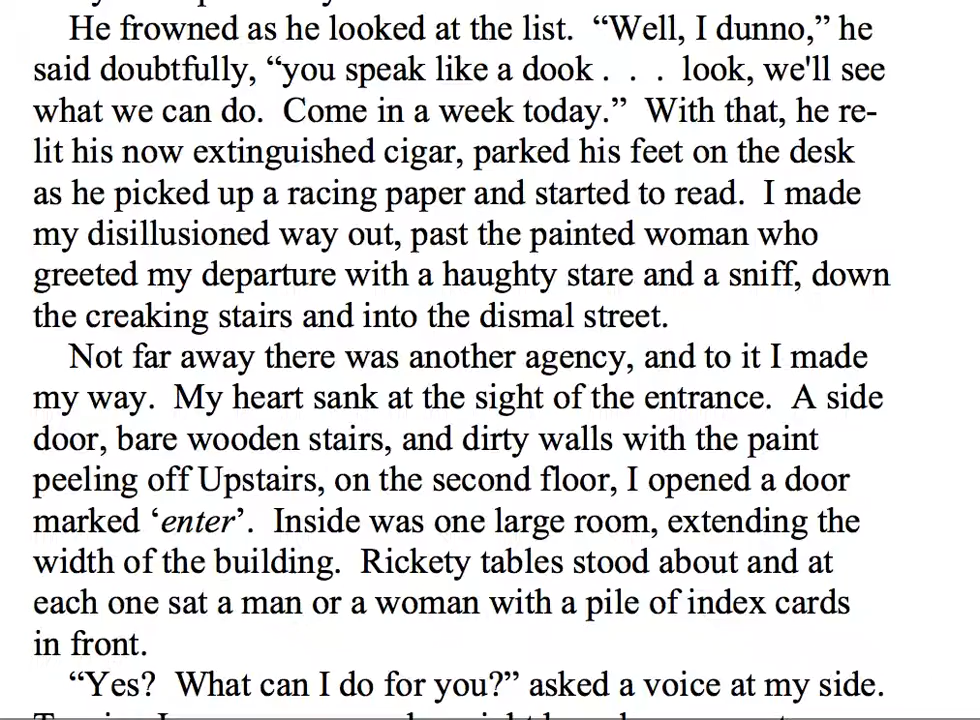 He frowned as he looked at the list.  “Well, I dunno,” he
said doubtfully, “you speak like a dook . . . look, we'll see
what we can do.  Come in a week today.”  With that, he re-
lit his now extinguished cigar, parked his feet on the desk
as he picked up a racing paper and started to read.  I made
my disillusioned way out, past the painted woman who
greeted my departure with a haughty stare and a sniff, down
the creaking stairs and into the dismal street.
Not far away there was another agency, and to it I made
my way.  My heart sank at the sight of the entrance.  A side
door, bare wooden stairs, and dirty walls with the paint
peeling off Upstairs, on the second floor, I opened a door
marked ‘enter’.  Inside was one large room, extending the
width of the building.  Rickety tables stood about and at
each one sat a man or a woman with a pile of index cards
in front.
“Yes?  What can I do for you?” asked a voice at my side.